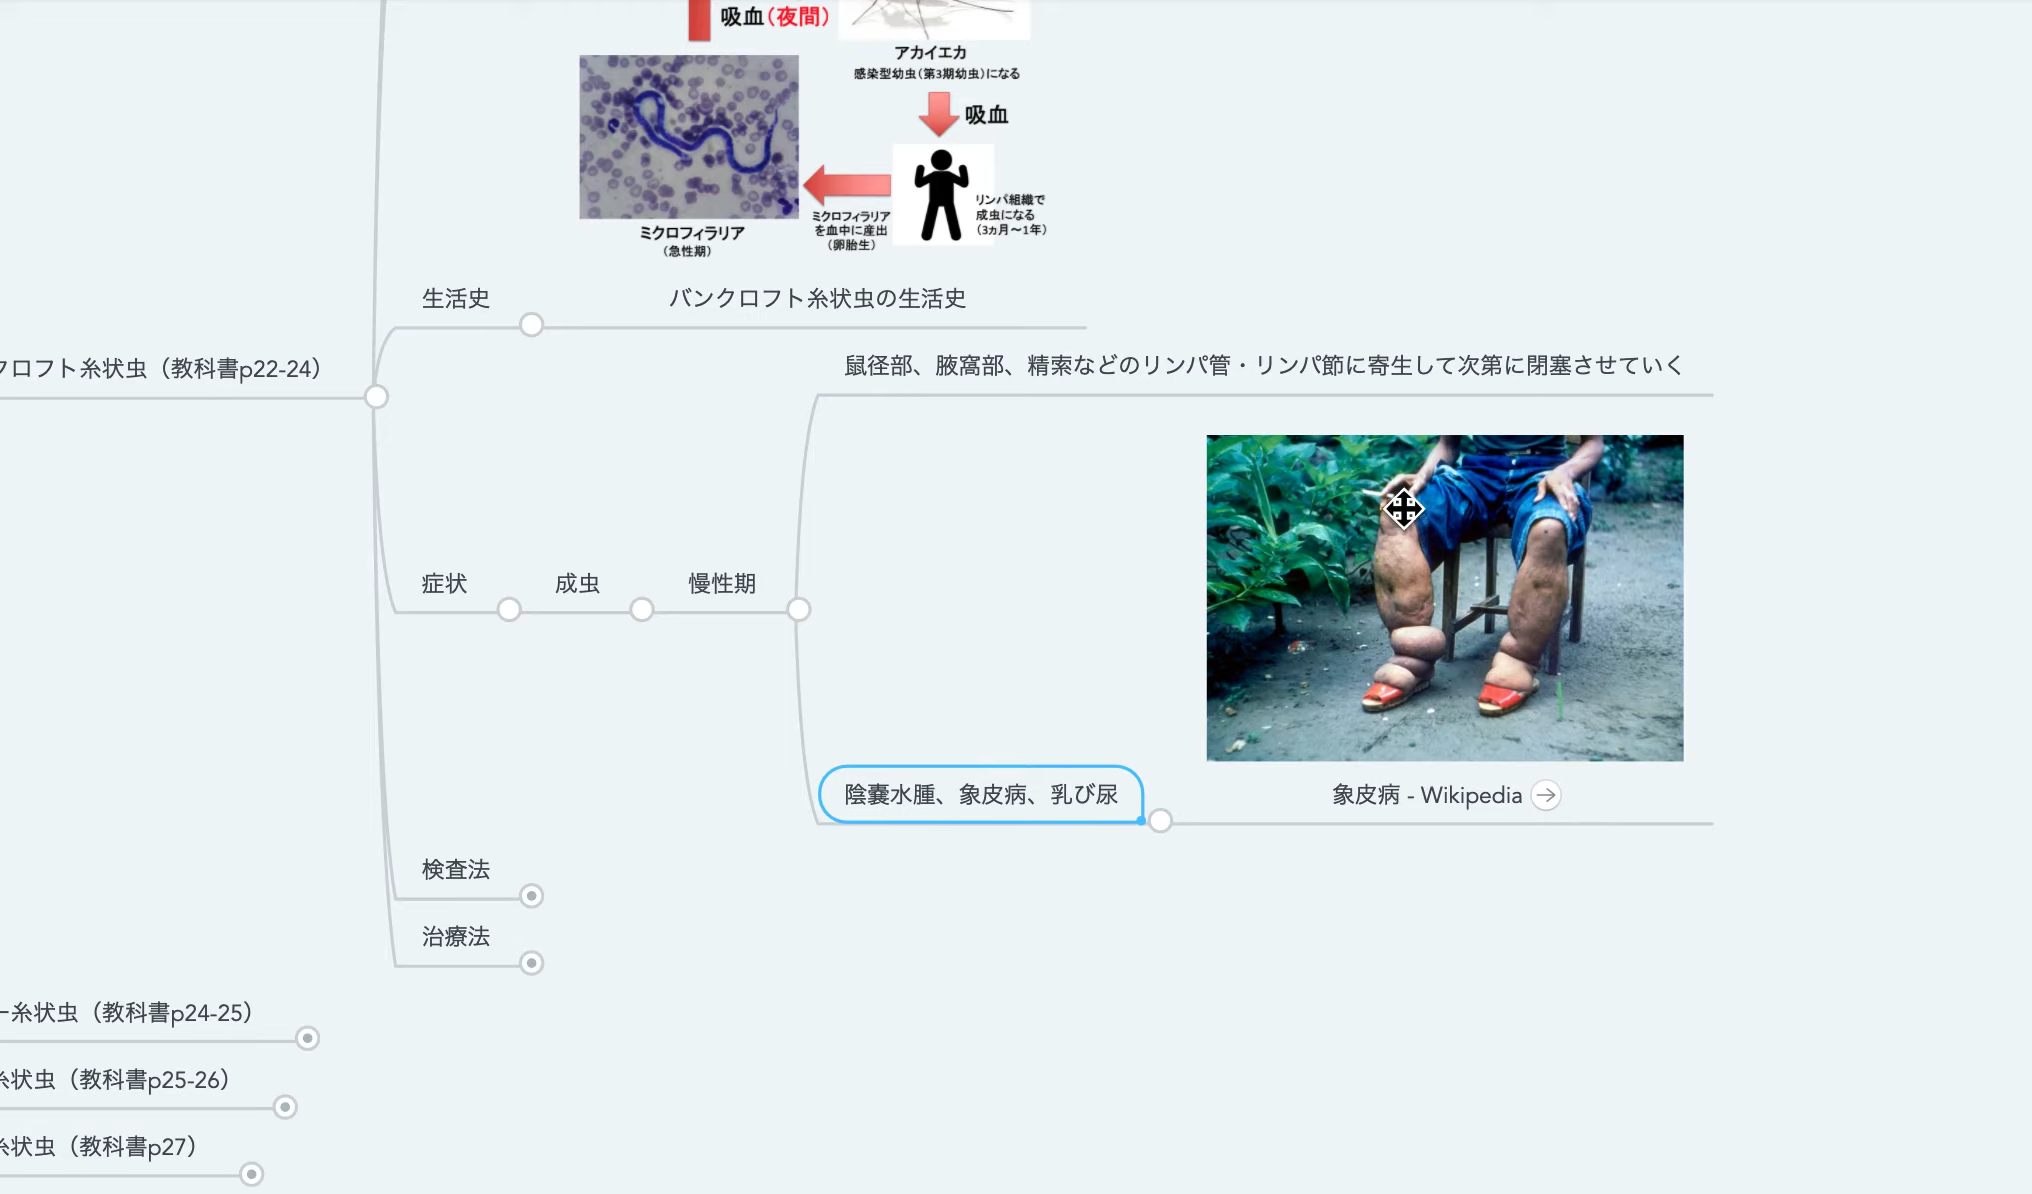 吸血（夜間）
アカイエカ
感染型幼虫（第3期幼虫）になる
吸血
リンパ組織で
成虫になる
（3ヵ月〜1年）
ミクロフィラリア
を血中に産出
（卵胎生）
ミクロフィラリア
（急性期）
生活史
バンクロフト糸状虫の生活史
クロフト糸状虫（教科書p22-24）
鼠径部、腋窩部、精索などのリンパ管・リンパ節に寄生して次第に閉塞させていく
症状
成虫
慢性期
陰嚢水腫、象皮病、乳び尿
象皮病 - Wikipedia
検査法
治療法
ー糸状虫（教科書p24-25）
糸状虫（教科書p25-26）
糸状虫（教科書p27）